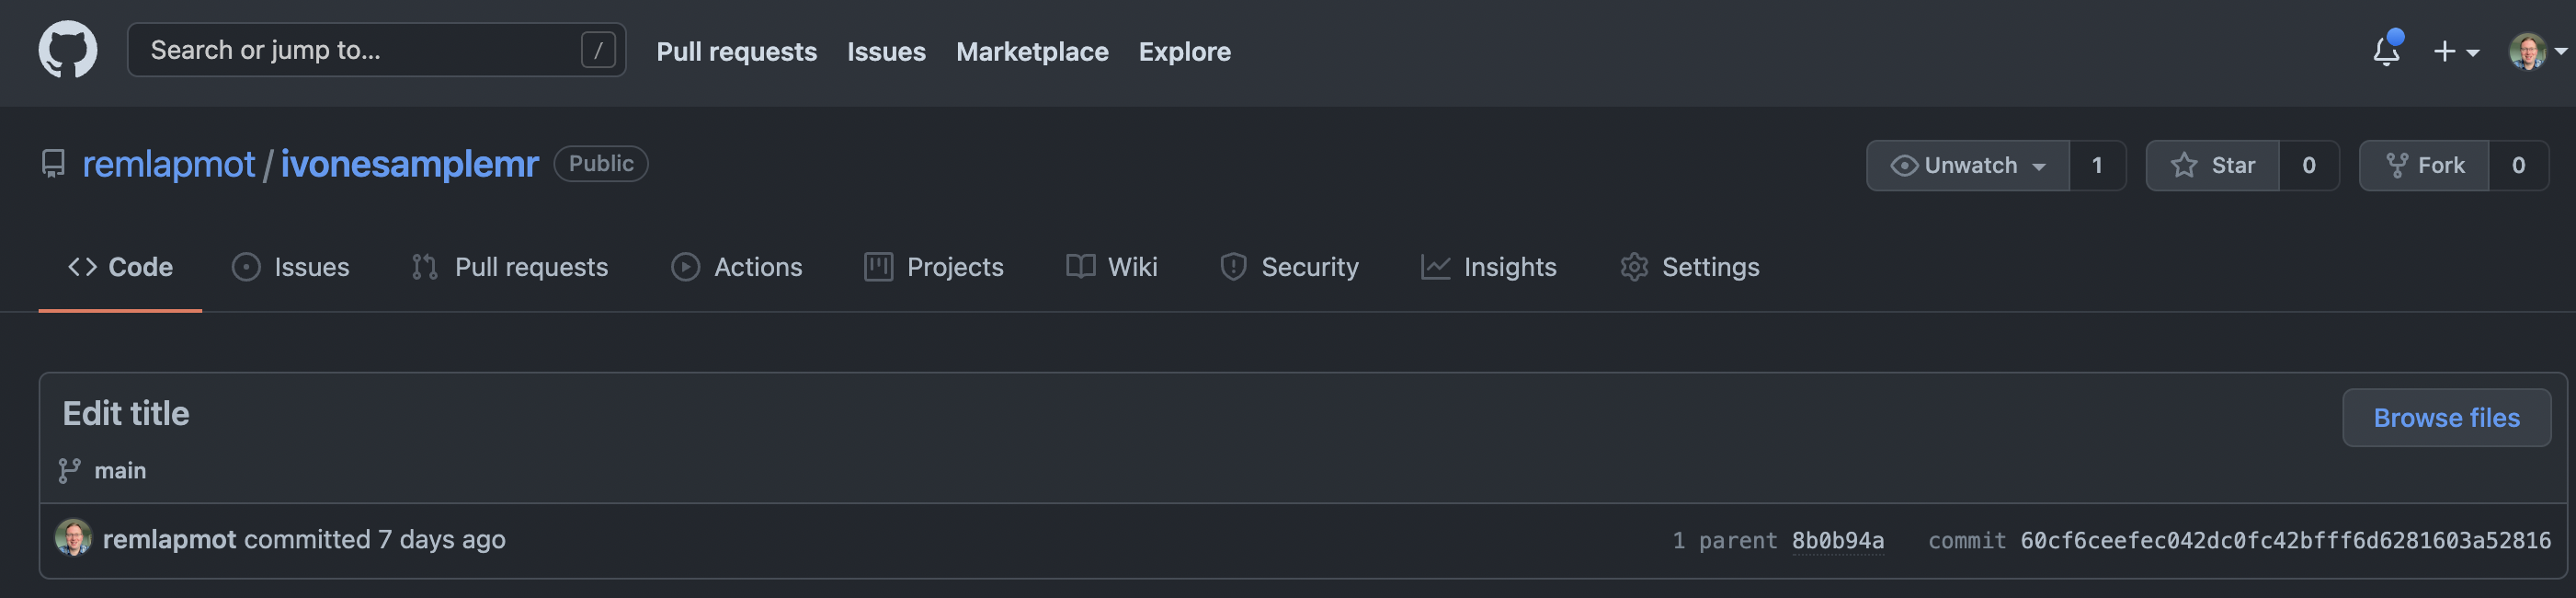 Search or jump to... / Pull requests Issues Marketplace Explore
remlapmot / ivonesamplemr Public Unwatch 1 Star 0 Fork 0
Code Issues Pull requests Actions Projects Wiki Security Insights Settings
Edit title Browse files
main
remlapmot committed 7 days ago 1 parent 8b0b94a commit 60cf6ceefec042dc0fc42bfff6d6281603a52816